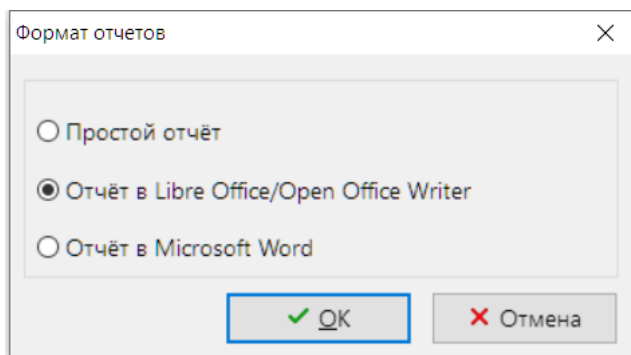 Формат отчетов
Простой отчёт
Отчёт в Libre Office/Open Office Writer
Отчёт в Microsoft Word
OK
Отмена